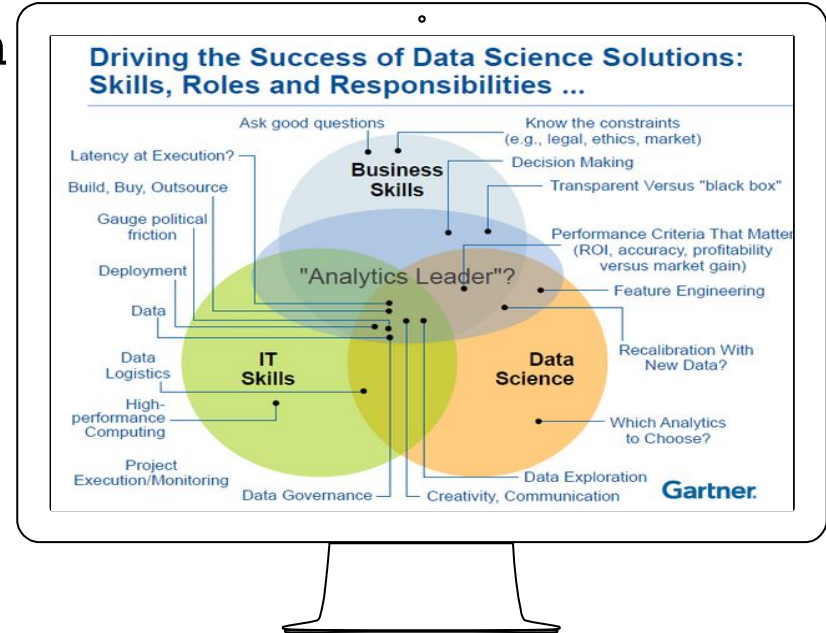 Driving the Success of Data Science Solutions:
Skills, Roles and Responsibilities ...
Ask good questions
Know the constraints
(e.g., legal, ethics, market)
Latency at Execution?
Business
Skills
Decision Making
Build, Buy, Outsource
Transparent Versus "black box"
Gauge political
friction
Performance Criteria That Matter
(ROI, accuracy, profitability
versus market gain)
Deployment
"Analytics Leader"?
Feature Engineering
Data
IT
Skills
Data
Science
Recalibration With
New Data?
Data
Logistics
High-
performance
Computing
Which Analytics
to Choose?
Project
Execution/Monitoring
Data Exploration
Data Governance
Creativity, Communication
Gartner.